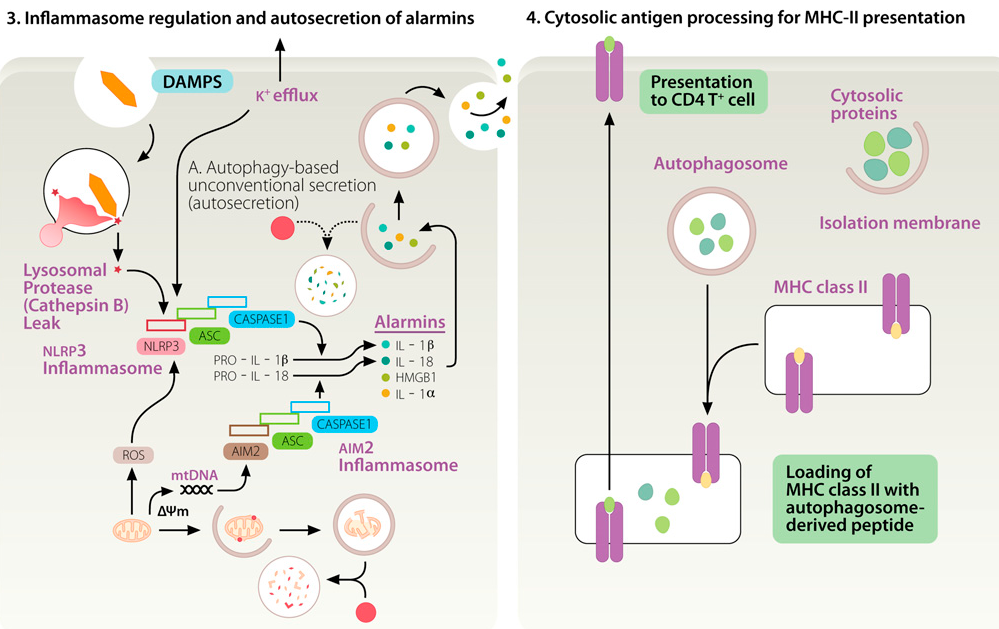 3. Inflammasome regulation and autosecretion of alarmins
DAMPS
K+ efflux
A. Autophagy-based
unconventional secretion
(autosecretion)
Lysosomal
Protease
(Cathepsin B)
Leak
NLRP3
Inflammasome
CASPASE1
ASC
NLRP3
Alarmins
PRO - IL - 1β
PRO - IL - 18
IL - 1β
IL - 18
HMGB1
IL - 1α
CASPASE1
ASC
AIM2
AIM2
Inflammasome
ROS
mtDNA
ΔΨm
4. Cytosolic antigen processing for MHC-II presentation
Presentation
to CD4 T+ cell
Cytosolic
proteins
Autophagosome
Isolation membrane
MHC class II
Loading of
MHC class II with
autophagosome-
derived peptide